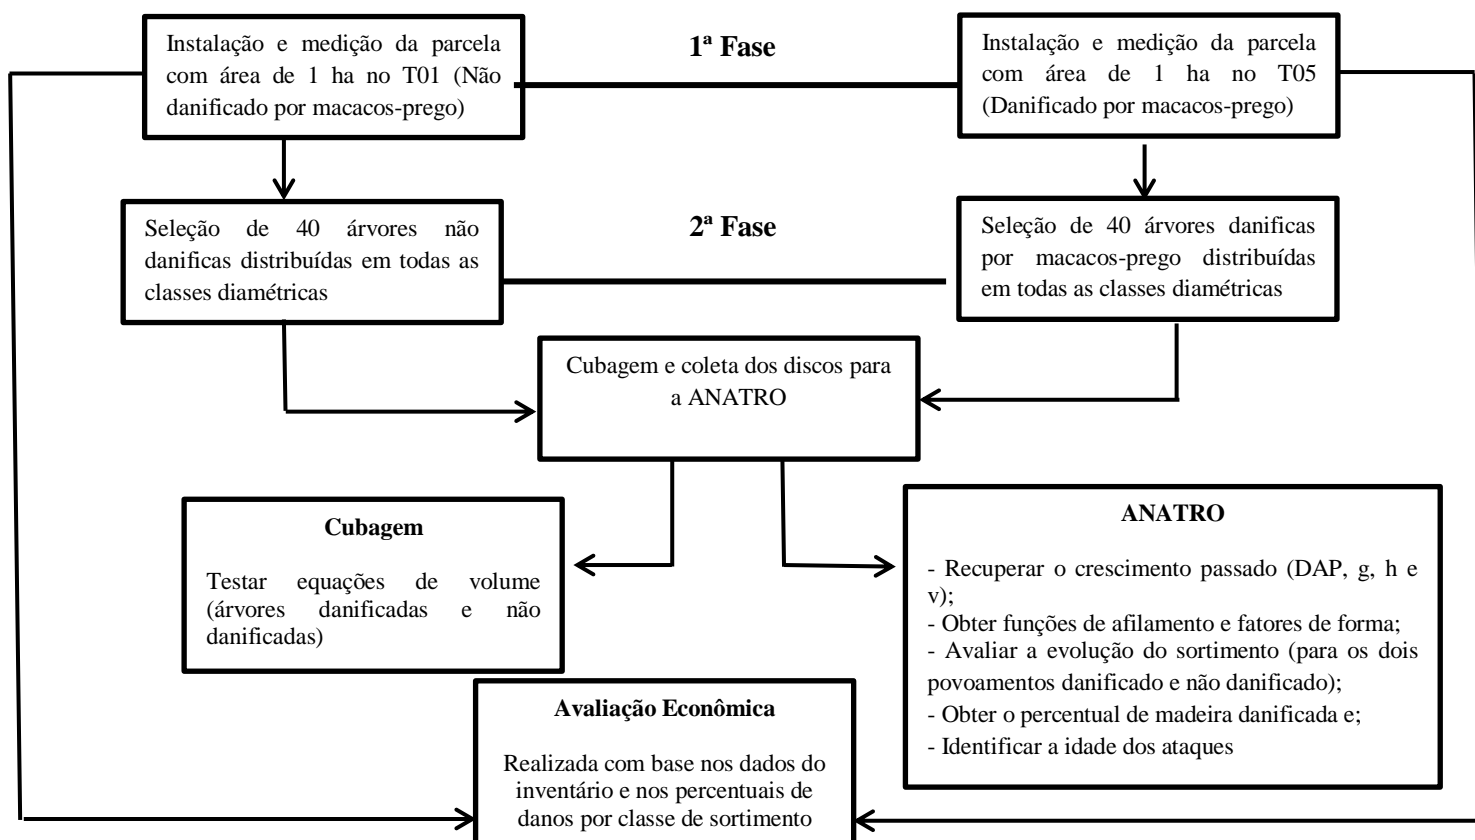 Instalação e medição da parcela
com área de 1 ha no T01 (Não
danificado por macacos-prego)
1ª Fase
Instalação e medição da parcela
com área de 1 ha no T05
(Danificado por macacos-prego)
Seleção de 40 árvores não
danificas distribuídas em todas as
classes diamétricas
2ª Fase
Seleção de 40 árvores danificas
por macacos-prego distribuídas
em todas as classes diamétricas
Cubagem e coleta dos discos para
a ANATRO
Cubagem
Testar equações de volume
(árvores danificadas e não
danificadas)
ANATRO
- Recuperar o crescimento passado (DAP, g, h e
v);
- Obter funções de afilamento e fatores de forma;
- Avaliar a evolução do sortimento (para os dois
povoamentos danificado e não danificado);
- Obter o percentual de madeira danificada e;
- Identificar a idade dos ataques
Avaliação Econômica
Realizada com base nos dados do
inventário e nos percentuais de
danos por classe de sortimento